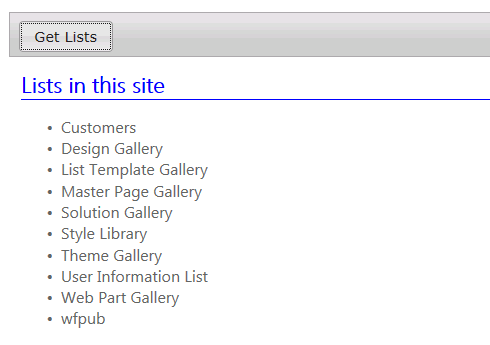 Get Lists
Lists in this site
• Customers
• Design Gallery
• List Template Gallery
• Master Page Gallery
• Solution Gallery
• Style Library
• Theme Gallery
• User Information List
• Web Part Gallery
• wfpub